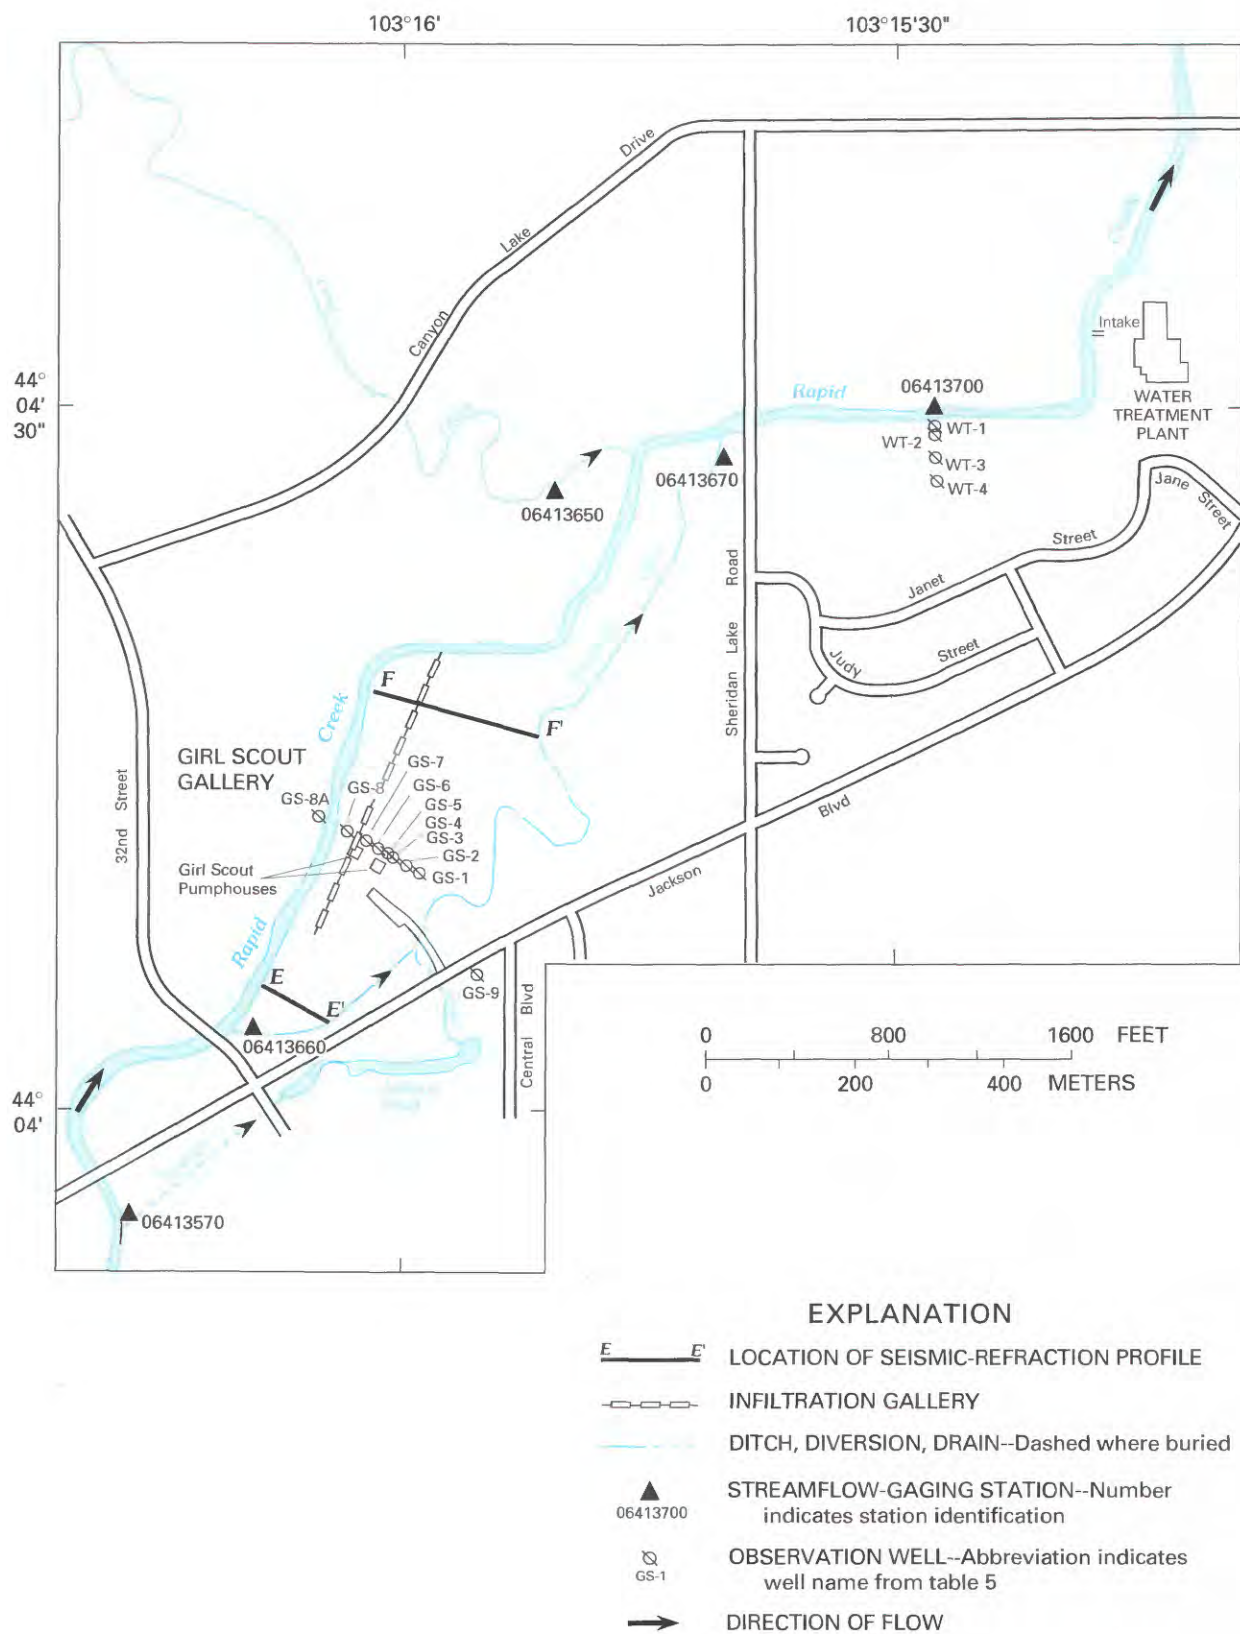 103°16'
103°15'30"
Canyon Lake Drive
44°
04'
30"
Intake
WATER
TREATMENT
PLANT
Rapid
06413700
WT-1
WT-2
WT-3
WT-4
06413670
06413650
Jane Street
Janet Street
Judy Street
Sheridan Lake Road
32nd Street
Creek
F
F'
GIRL SCOUT
GALLERY
GS-7
GS-8
GS-6
GS-8A
GS-5
GS-4
GS-3
GS-2
GS-1
Girl Scout
Pumphouses
Jackson Blvd
Rapid
E
E'
GS-9
Central Blvd
06413660
44°
04'
06413570
0 800 1600 FEET
0 200 400 METERS
EXPLANATION
E E' LOCATION OF SEISMIC-REFRACTION PROFILE
INFILTRATION GALLERY
DITCH, DIVERSION, DRAIN--Dashed where buried
STREAMFLOW-GAGING STATION--Number
06413700 indicates station identification
OBSERVATION WELL--Abbreviation indicates
GS-1 well name from table 5
DIRECTION OF FLOW